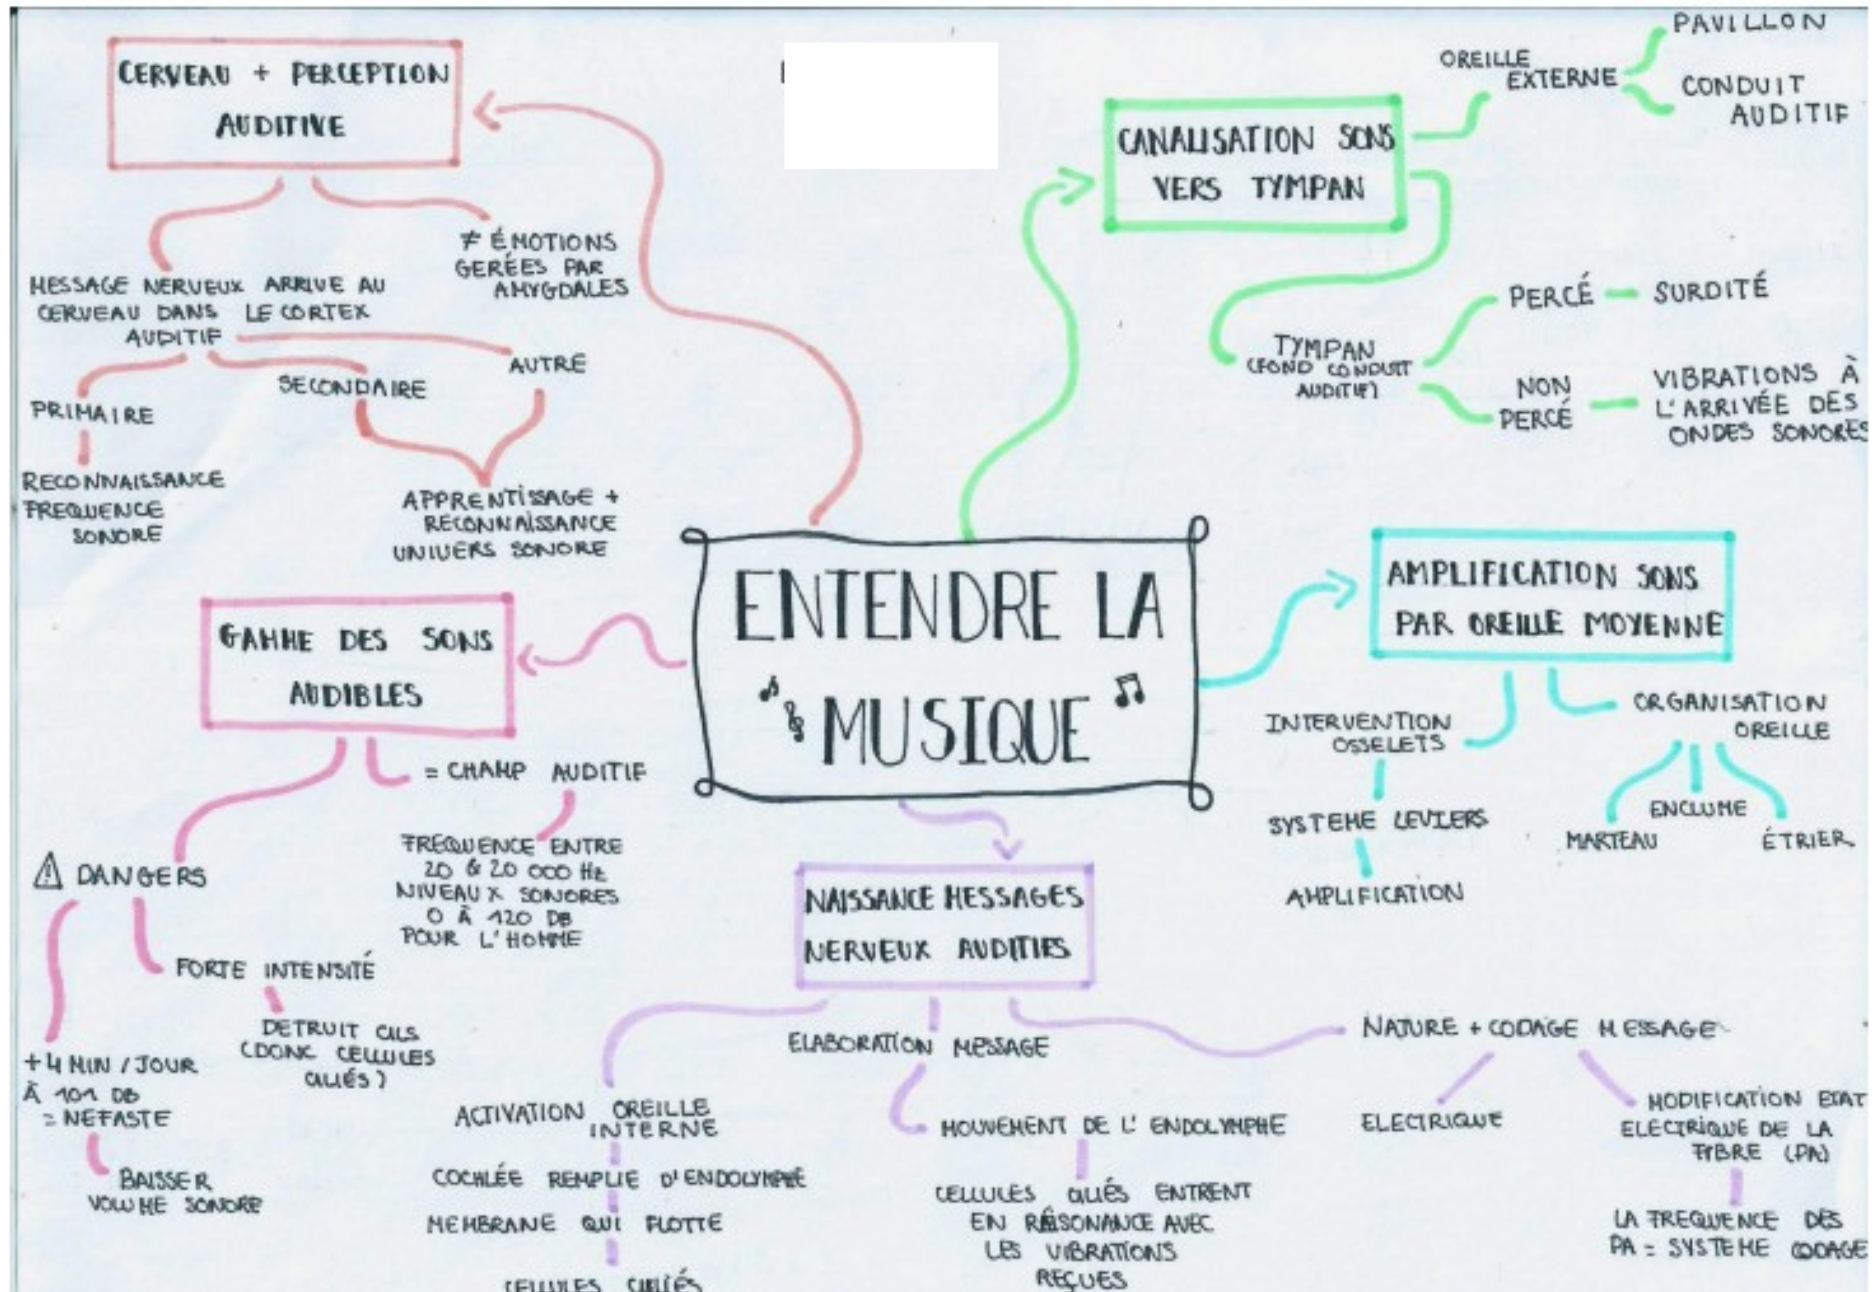 ENTENDRE LA
MUSIQUE
CERVEAU + PERCEPTION
AUDITIVE
≠ ÉMOTIONS
GERÉES PAR
AMYGDALES
MESSAGE NERVEUX ARRIVE AU
CERVEAU DANS LE CORTEX
AUDITIF
PRIMAIRE
RECONNAISSANCE
FREQUENCE
SONORE
SECONDAIRE
AUTRE
APPRENTISSAGE +
RECONNAISSANCE
UNIVERS SONORE
CANALISATION SONS
VERS TYMPAN
OREILLE
EXTERNE
PAVILLON
CONDUIT
AUDITIF
TYMPAN
(FOND CONDUIT
AUDITIF)
PERCÉ
SURDITÉ
NON
PERCÉ
VIBRATIONS À
L'ARRIVÉE DES
ONDES SONORES
AMPLIFICATION SONS
PAR OREILLE MOYENNE
INTERVENTION
OSSELETS
SYSTEME LEVIERS
AMPLIFICATION
ORGANISATION
OREILLE
MARTEAU
ENCLUME
ÉTRIER
GAMME DES SONS
AUDIBLES
= CHAMP AUDITIF
FREQUENCE ENTRE
20 & 20 000 Hz
NIVEAUX SONORES
0 À 120 DB
POUR L'HOMME
⚠ DANGERS
FORTE INTENSITÉ
DETRUIT CILS
(DONC CELLULES
CILIÉS)
+4 MIN / JOUR
À 101 DB
= NEFASTE
BAISSER
VOLUME SONORE
NAISSANCE MESSAGES
NERVEUX AUDITIFS
ACTIVATION OREILLE
INTERNE
COCHLÉE REMPLIE D'ENDOLYMPHE
MEMBRANE QUI FLOTTE
CELLULES CILIÉS
ELABORATION MESSAGE
MOUVEMENT DE L'ENDOLYMPHE
CELLULES CILIÉS ENTRENT
EN RÉSONANCE AVEC
LES VIBRATIONS
REÇUES
NATURE + CODAGE MESSAGE
ELECTRIQUE
MODIFICATION ETAT
ELECTRIQUE DE LA
FIBRE (PA)
LA FREQUENCE DES
PA = SYSTEME CODAGE